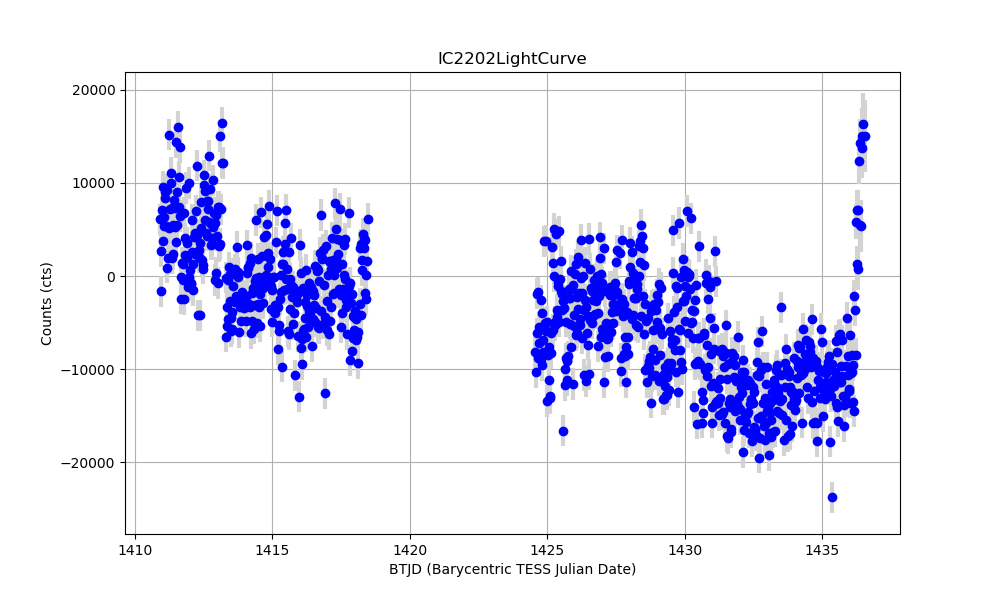 IC2202LightCurve
Counts (cts)
20000
10000
0
−10000
−20000
1410 1415 1420 1425 1430 1435
BTJD (Barycentric TESS Julian Date)